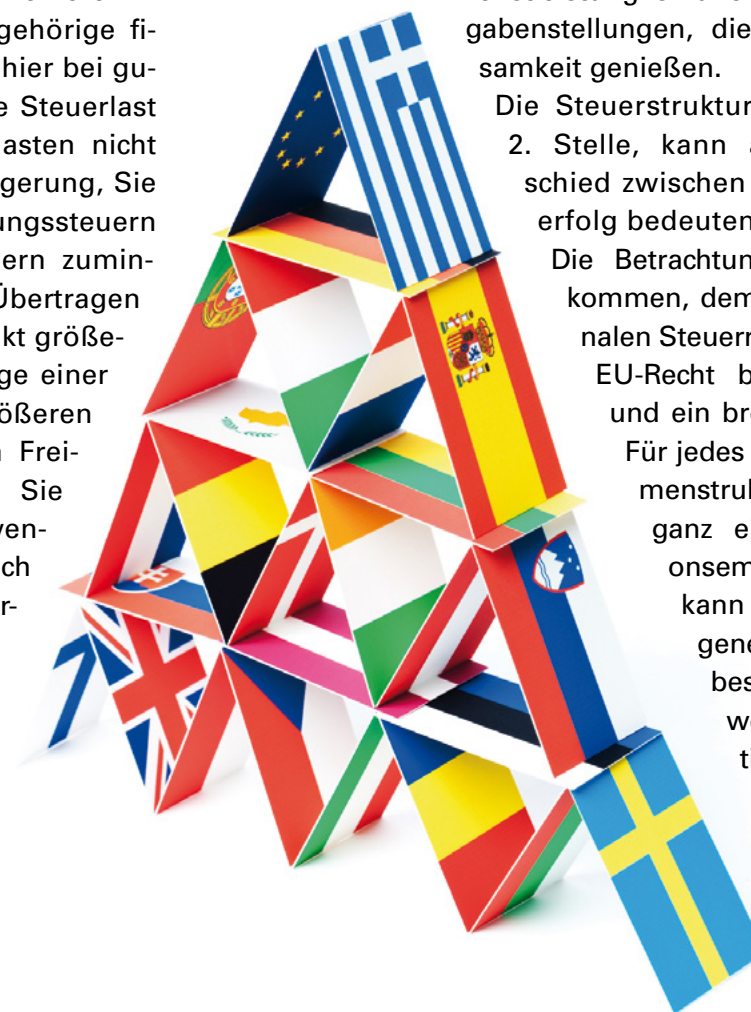 gehörige fi-
hier bei gu-
e Steuerlast
asten nicht
gerung, Sie
ungssteuern
ern zumin-
Übertragen
kt größe-
ge einer
ößeren
Frei-
Sie
ven-
ch
r-
gabenstellungen, die
samkeit genießen.
Die Steuerstruktur
2. Stelle, kann a
schied zwischen
erfolg bedeuten
Die Betrachtun
kommen, dem
nalen Steuerr
EU-Recht b
und ein bre
Für jedes
menstruk
ganz e
onsem
kann
gene
bes
we